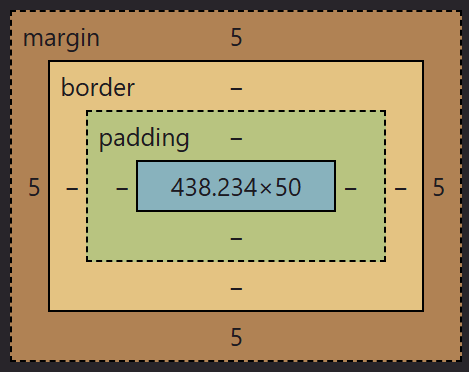 margin 5
border –
padding –
5 – – 438.234×50 – – 5
–
–
5